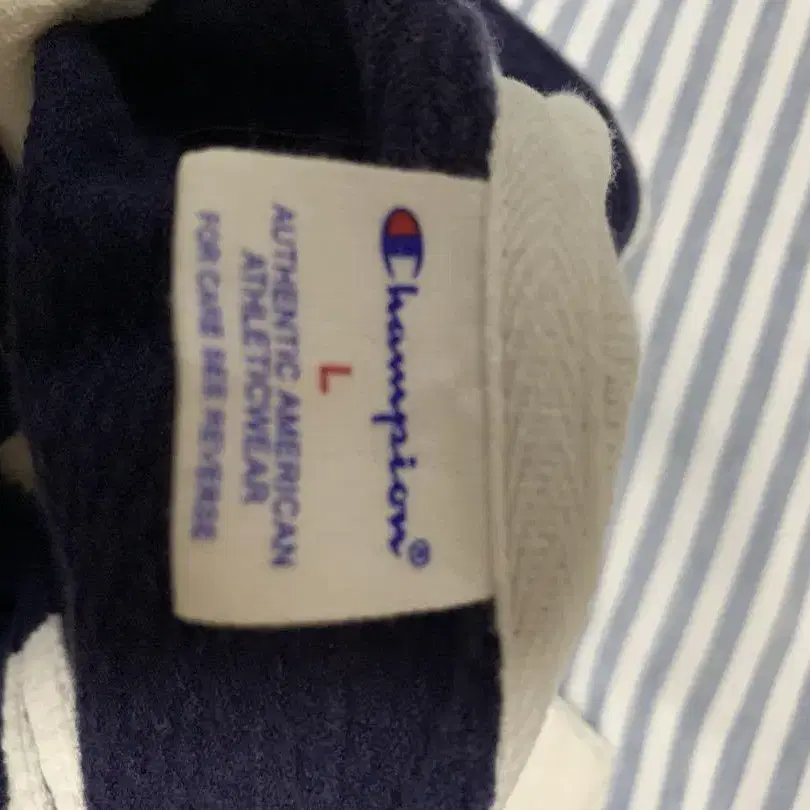 Champion®
L
AUTHENTIC AMERICAN
ATHLETICWEAR
FOR CARE SEE REVERSE